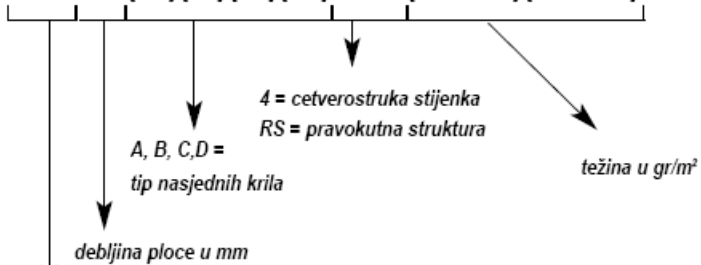 4 = cetverostruka stijenka
RS = pravokutna struktura
A, B, C,D =
tip nasjednih krila
težina u gr/m²
debljina ploce u mm